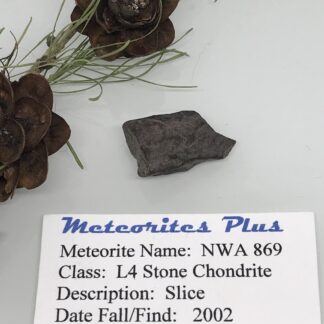 Meteorites Plus
Meteorite Name: NWA 869
Class: L4 Stone Chondrite
Description: Slice
Date Fall/Find: 2002